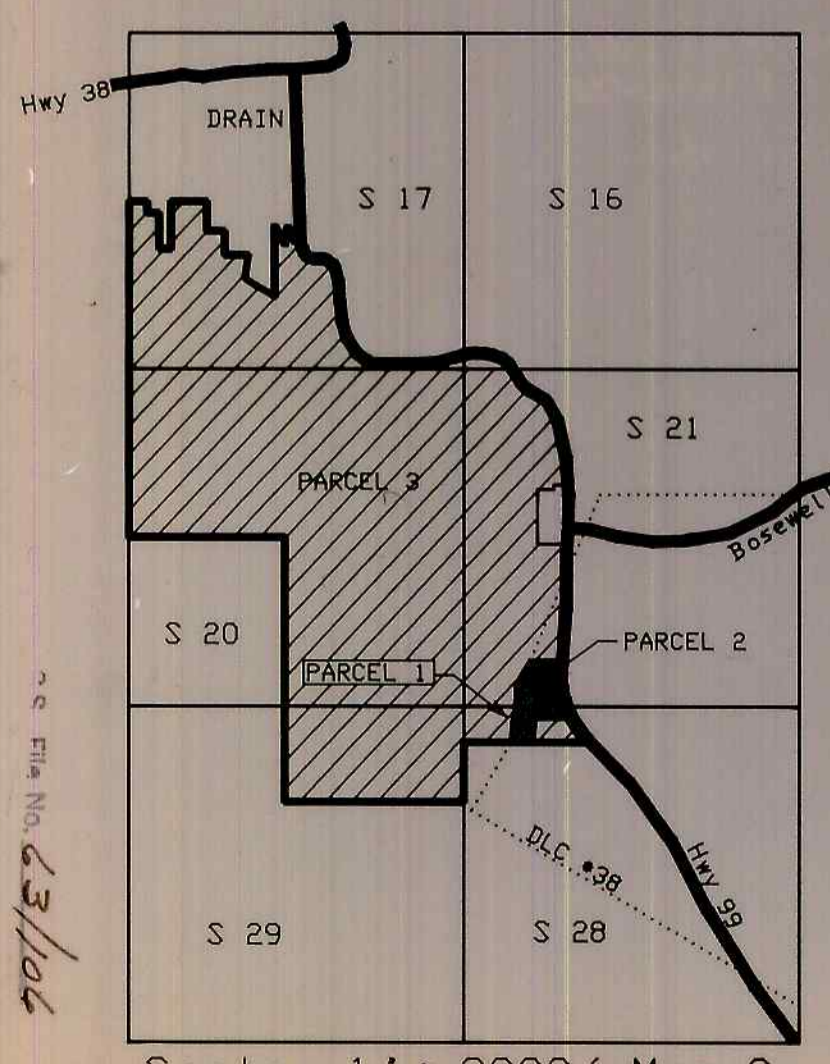 Hwy 38
DRAIN
S 17
S 16
S 21
PARCEL 3
Bosewell
S 20
PARCEL 2
PARCEL 1
DLC #38
Hwy 99
S 29
S 28
File No. 63/106